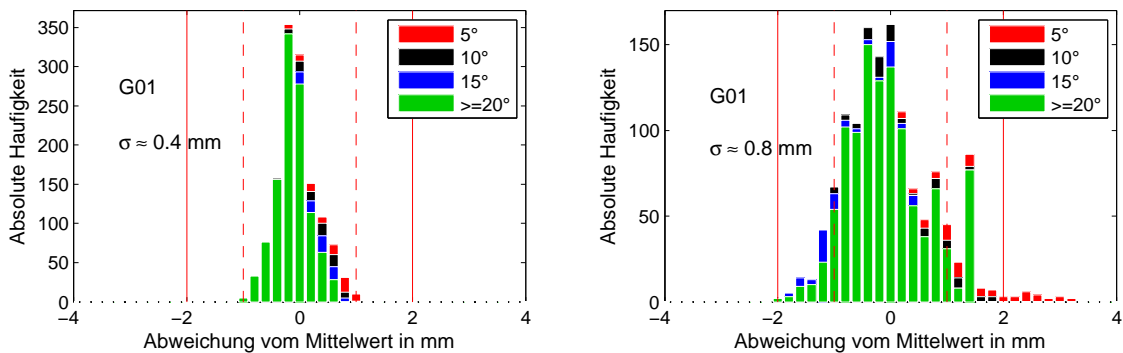 350
300
250
200
150
100
50
0
Absolute Haufigkeit
G01
σ ≈ 0.4 mm
5°
10°
15°
>=20°
−4 −2 0 2 4
Abweichung vom Mittelwert in mm
150
100
50
0
Absolute Haufigkeit
G01
σ ≈ 0.8 mm
5°
10°
15°
>=20°
−4 −2 0 2 4
Abweichung vom Mittelwert in mm